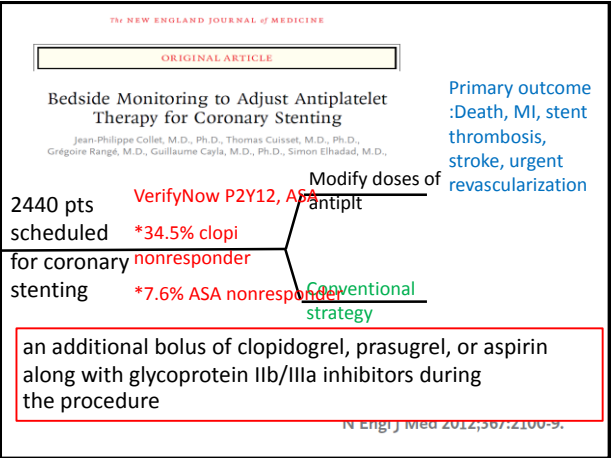 The NEW ENGLAND JOURNAL of MEDICINE
ORIGINAL ARTICLE
Bedside Monitoring to Adjust Antiplatelet
Therapy for Coronary Stenting
Jean-Philippe Collet, M.D., Ph.D., Thomas Cuisset, M.D., Ph.D.,
Grégoire Rangé, M.D., Guillaume Cayla, M.D., Ph.D., Simon Elhadad, M.D.,
Primary outcome
:Death, MI, stent
thrombosis,
stroke, urgent
revascularization
2440 pts
scheduled
for coronary
stenting
VerifyNow P2Y12, ASA
*34.5% clopi
nonresponder
*7.6% ASA nonresponder
Modify doses of
antiplt
Conventional
strategy
an additional bolus of clopidogrel, prasugrel, or aspirin
along with glycoprotein IIb/IIIa inhibitors during
the procedure
N Engl J Med 2012;367:2100-9.